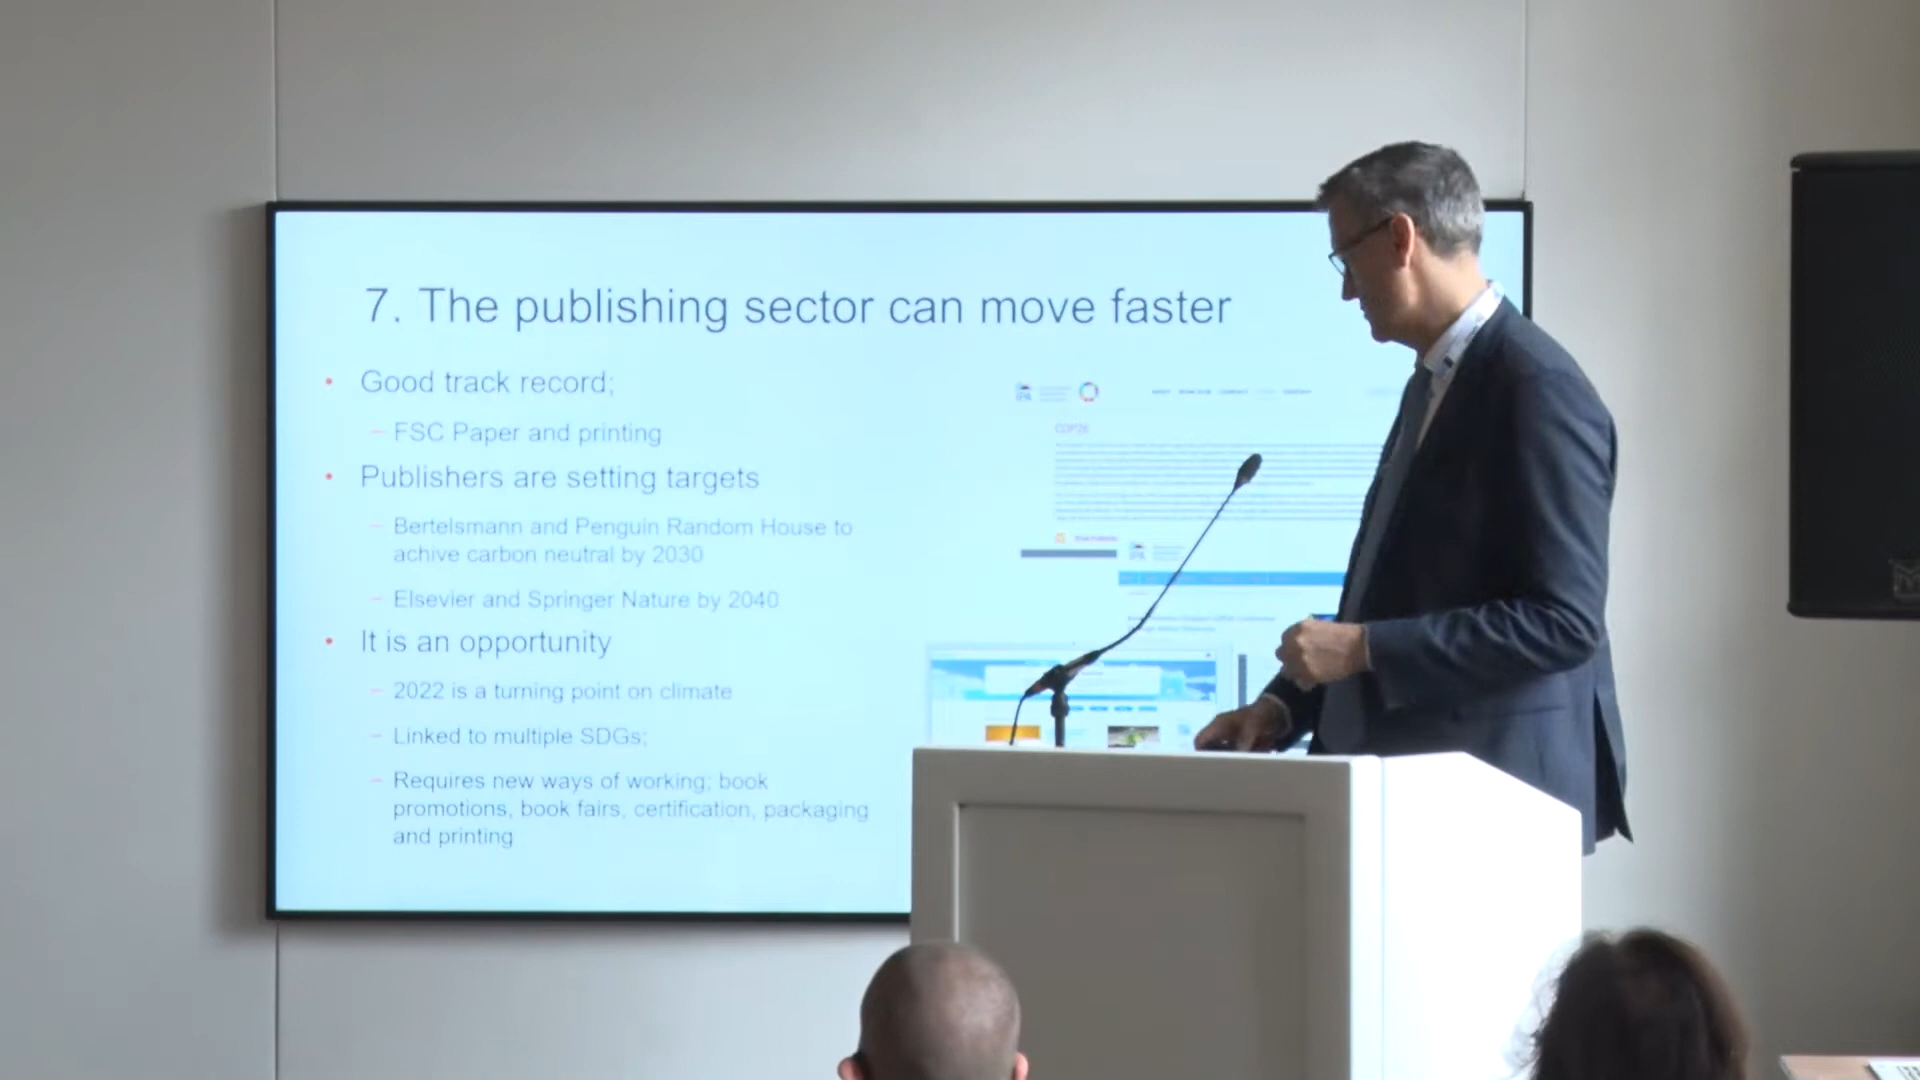 7. The publishing sector can move faster
• Good track record;
– FSC Paper and printing
• Publishers are setting targets
– Bertelsmann and Penguin Random House to
achive carbon neutral by 2030
– Elsevier and Springer Nature by 2040
• It is an opportunity
– 2022 is a turning point on climate
– Linked to multiple SDGs;
– Requires new ways of working; book
promotions, book fairs, certification, packaging
and printing
IPA
COP26
IPA